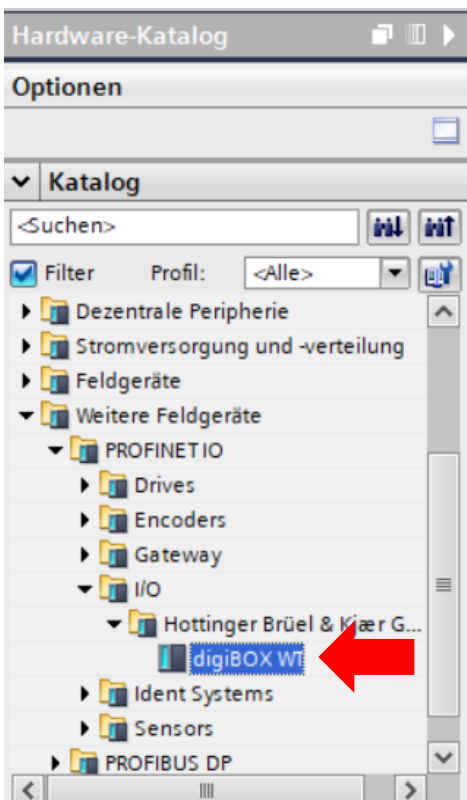 Hardware-Katalog
Optionen
Katalog
<Suchen>
Filter Profil: <Alle>
Dezentrale Peripherie
Stromversorgung und -verteilung
Feldgeräte
Weitere Feldgeräte
PROFINET IO
Drives
Encoders
Gateway
I/O
Hottinger Brüel & Kjær G...
digiBOX WT
Ident Systems
Sensors
PROFIBUS DP